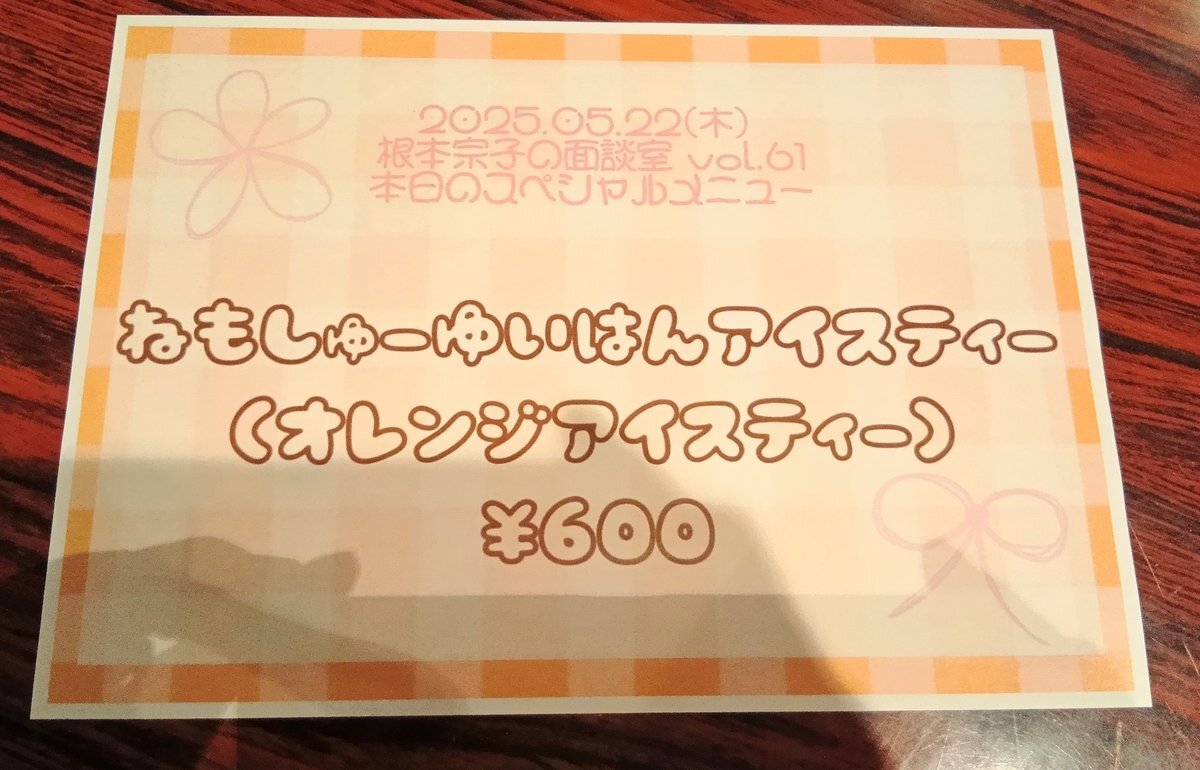 2025.05.22(木)
根本宗子の面談室 vol.61
本日のスペシャルメニュー
ねもしゅーゆいはんアイスティー
(オレンジアイスティー)
¥600